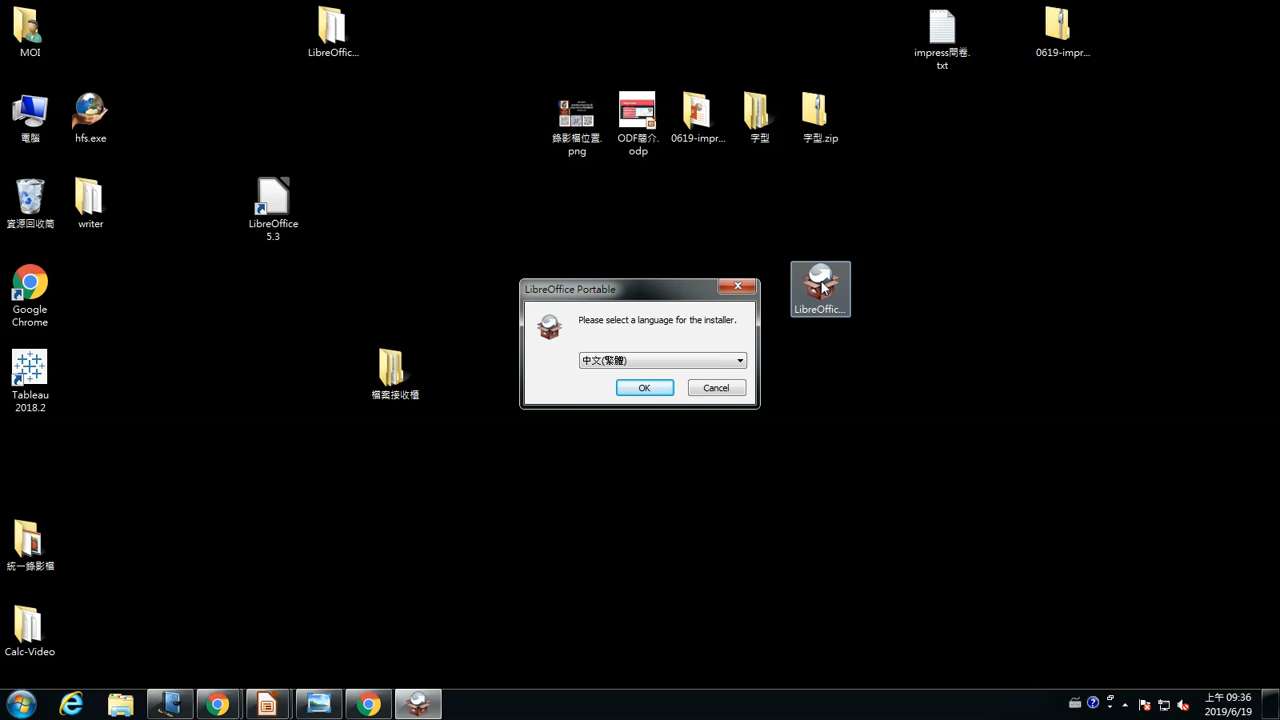 MOI
LibreOffic...
impress問卷.
txt
0619-impr...
電腦
hfs.exe
錄影檔位置.
png
ODF簡介.
odp
0619-impr...
字型
字型.zip
資源回收筒
writer
LibreOffice
5.3
Google
Chrome
LibreOffice Portable
Please select a language for the installer.
中文(繁體)
OK
Cancel
LibreOffic...
Tableau
2018.2
檔案接收櫃
統一錄影檔
Calc-Video
上午 09:36
2019/6/19